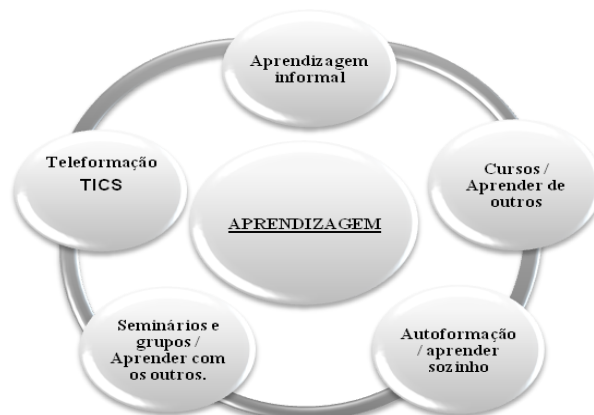 Aprendizagem
informal
Teleformação
TICS
Cursos /
Aprender de
outros
APRENDIZAGEM
Seminários e
grupos /
Aprender com
os outros.
Autoformação
/ aprender
sozinho